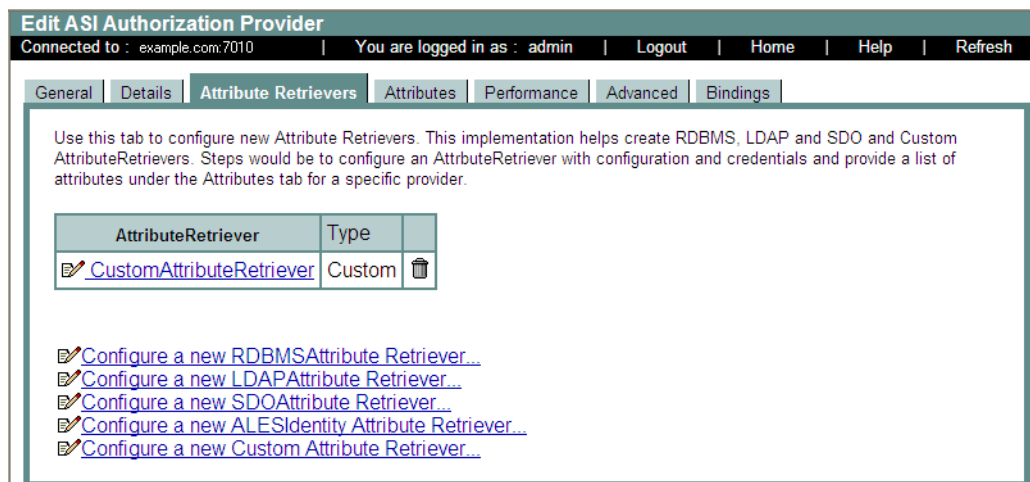 Edit ASI Authorization Provider
Connected to : example.com:7010 | You are logged in as : admin | Logout | Home | Help | Refresh
General Details Attribute Retrievers Attributes Performance Advanced Bindings
Use this tab to configure new Attribute Retrievers. This implementation helps create RDBMS, LDAP and SDO and Custom
AttributeRetrievers. Steps would be to configure an AttrbuteRetriever with configuration and credentials and provide a list of
attributes under the Attributes tab for a specific provider.
AttributeRetriever Type
CustomAttributeRetriever Custom
Configure a new RDBMSAttribute Retriever...
Configure a new LDAPAttribute Retriever...
Configure a new SDOAttribute Retriever...
Configure a new ALESIdentity Attribute Retriever...
Configure a new Custom Attribute Retriever...